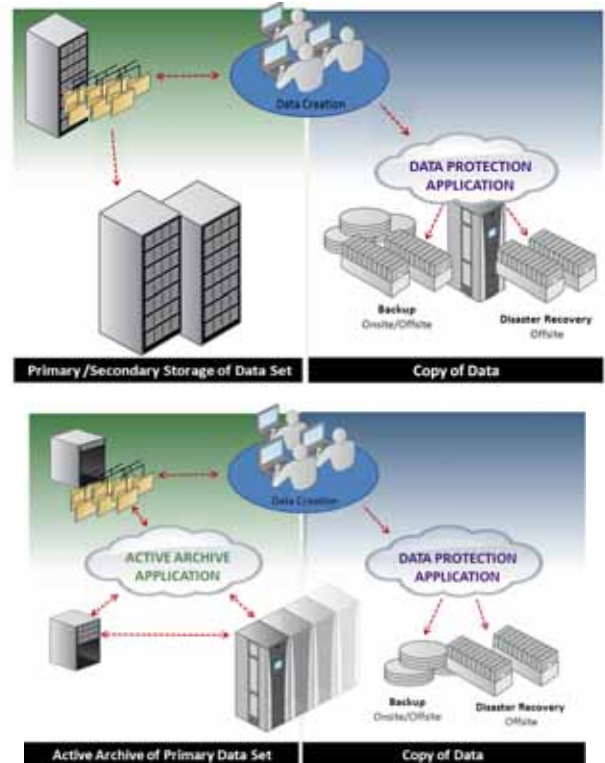 Data Creation
DATA PROTECTION
APPLICATION
Backup
Onsite/Offsite
Disaster Recovery
Offsite
Primary /Secondary Storage of Data Set
Copy of Data
Data Creation
ACTIVE ARCHIVE
APPLICATION
DATA PROTECTION
APPLICATION
Backup
Onsite/Offsite
Disaster Recovery
Offsite
Active Archive of Primary Data Set
Copy of Data